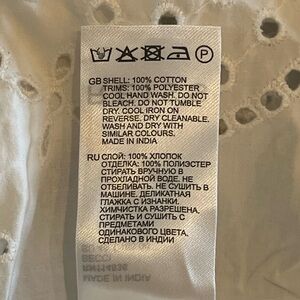 GB SHELL: 100% COTTON
TRIMS: 100% POLYESTER
COOL HAND WASH. DO NOT
BLEACH. DO NOT TUMBLE
DRY. COOL IRON ON
REVERSE. DRY CLEANABLE.
WASH AND DRY WITH
SIMILAR COLOURS.
MADE IN INDIA
RU СЛОЙ: 100% ХЛОПОК
ОТДЕЛКА: 100% ПОЛИЭСТЕР
СТИРАТЬ ВРУЧНУЮ В
ПРОХЛАДНОЙ ВОДЕ. НЕ
ОТБЕЛИВАТЬ. НЕ СУШИТЬ В
МАШИНЕ. ДЕЛИКАТНАЯ
ГЛАЖКА С ИЗНАНКИ.
ХИМЧИСТКА РАЗРЕШЕНА.
СТИРАТЬ И СУШИТЬ С
ПРЕДМЕТАМИ
ОДИНАКОВОГО ЦВЕТА.
СДЕЛАНО В ИНДИИ
MADE IN INDIA